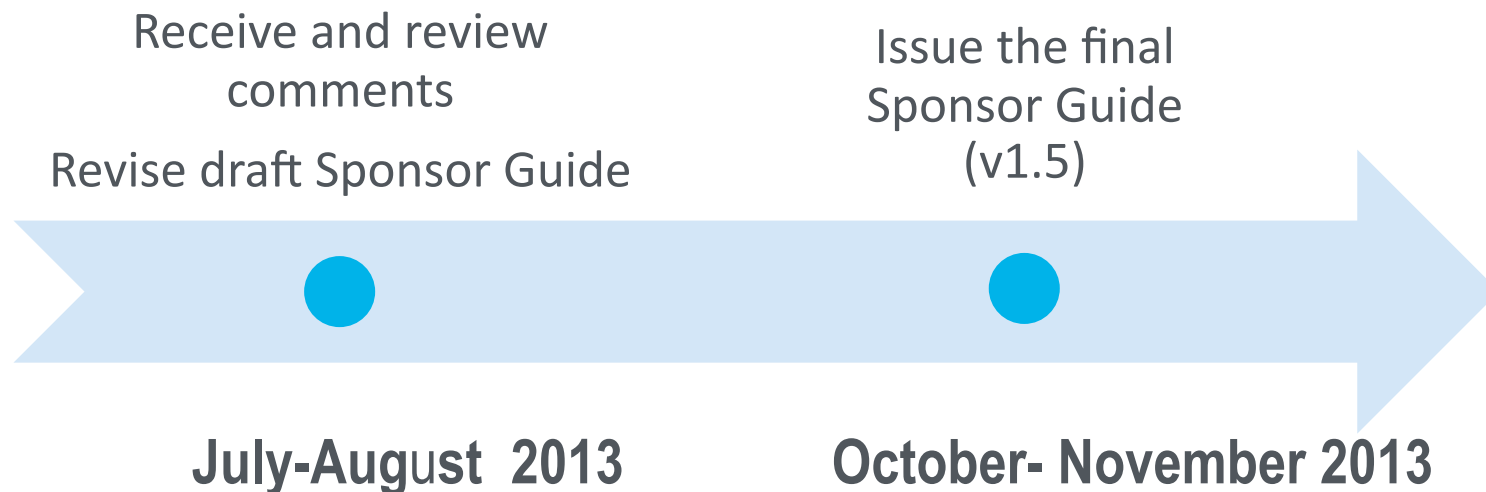 Receive and review
comments
Revise draft Sponsor Guide
Issue the final
Sponsor Guide
(v1.5)
July-August 2013
October- November 2013